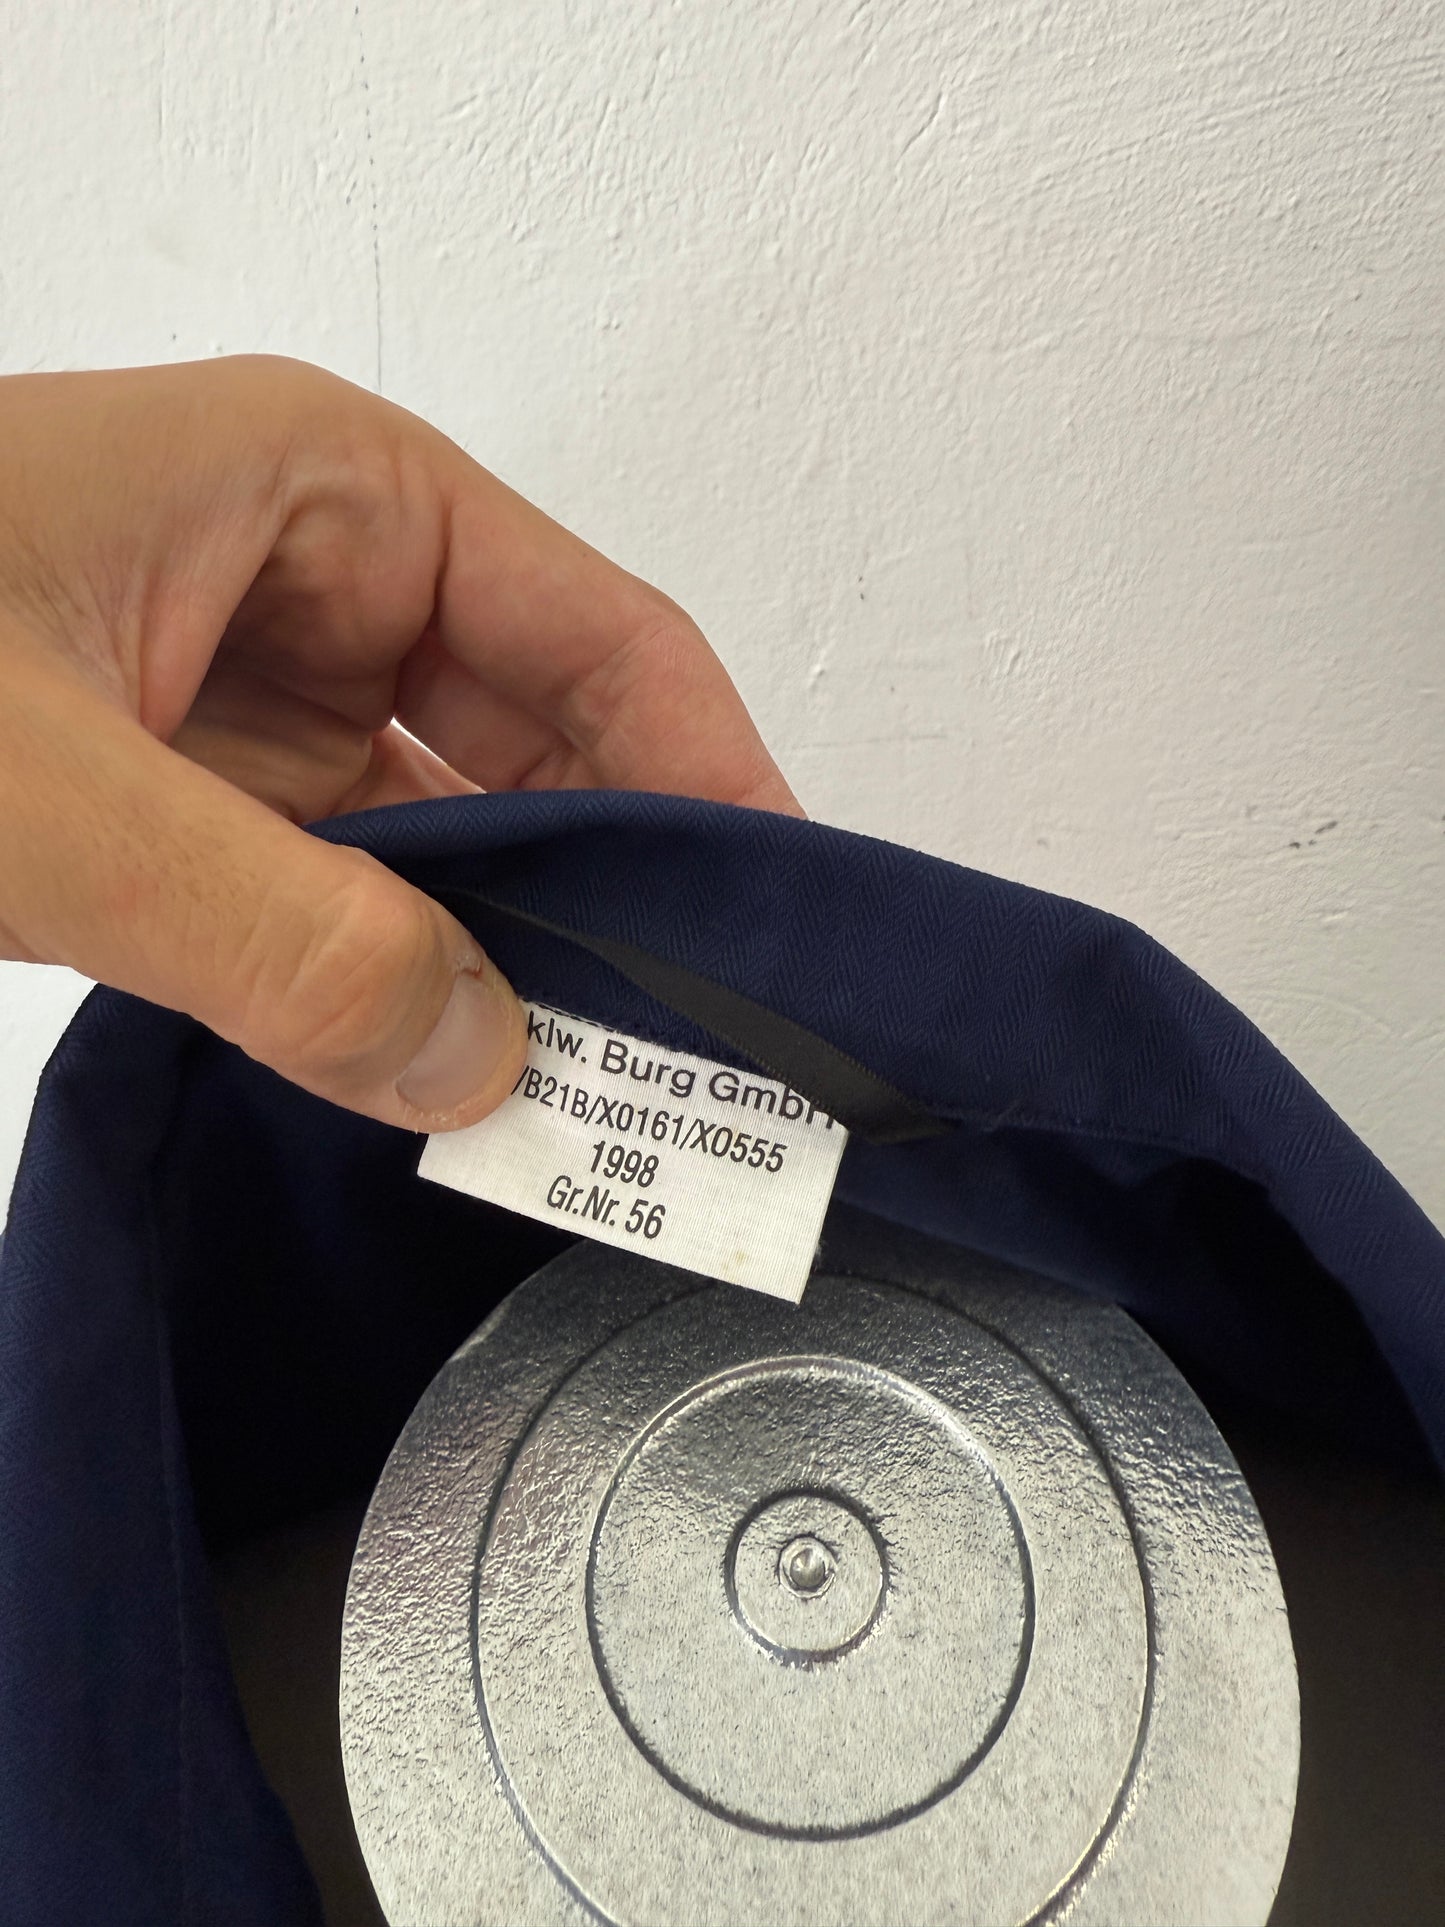 klw. Burg GmbH
/B21B/X0161/X0555
1998
Gr.Nr. 56